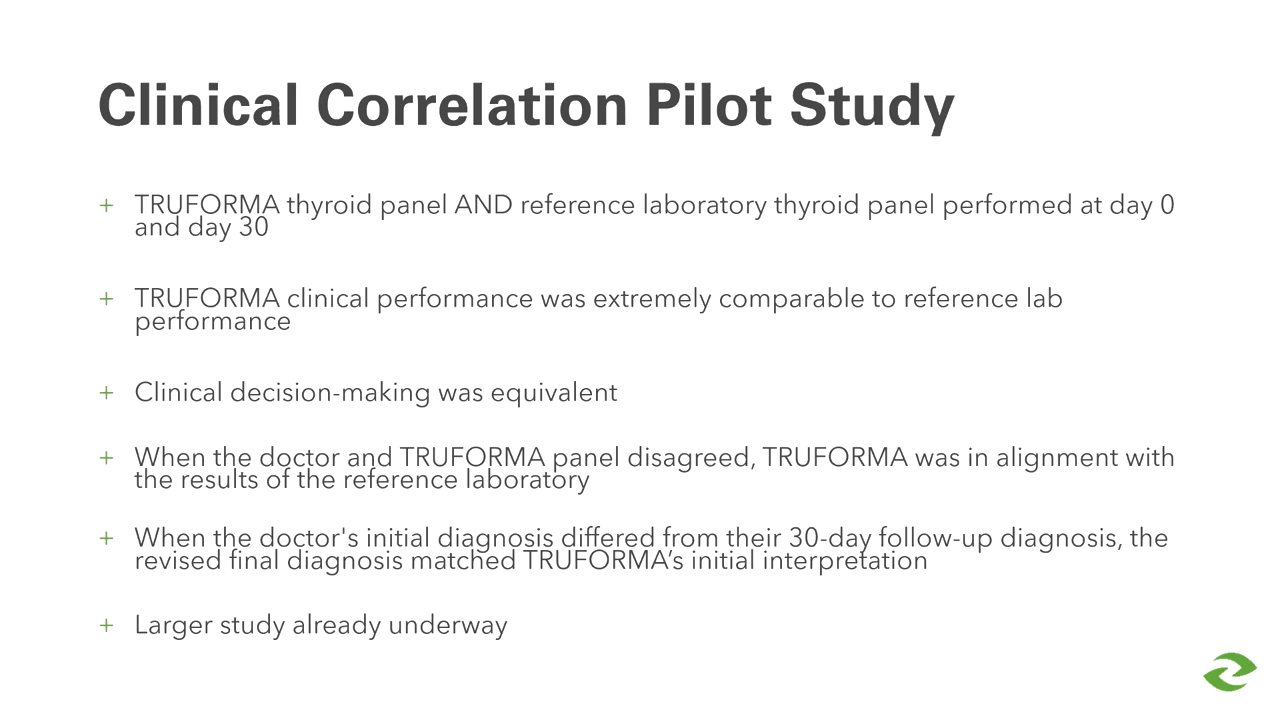 Clinical Correlation Pilot Study
+ TRUFORMA thyroid panel AND reference laboratory thyroid panel performed at day 0
and day 30
+ TRUFORMA clinical performance was extremely comparable to reference lab
performance
+ Clinical decision-making was equivalent
+ When the doctor and TRUFORMA panel disagreed, TRUFORMA was in alignment with
the results of the reference laboratory
+ When the doctor's initial diagnosis differed from their 30-day follow-up diagnosis, the
revised final diagnosis matched TRUFORMA’s initial interpretation
+ Larger study already underway